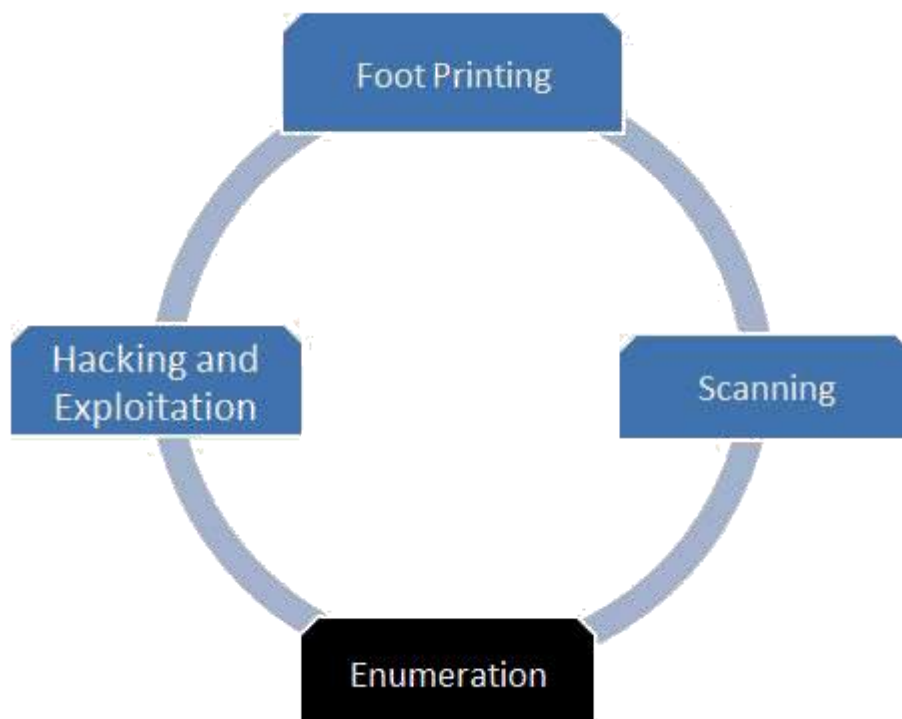 Foot Printing
Scanning
Enumeration
Hacking and
Exploitation